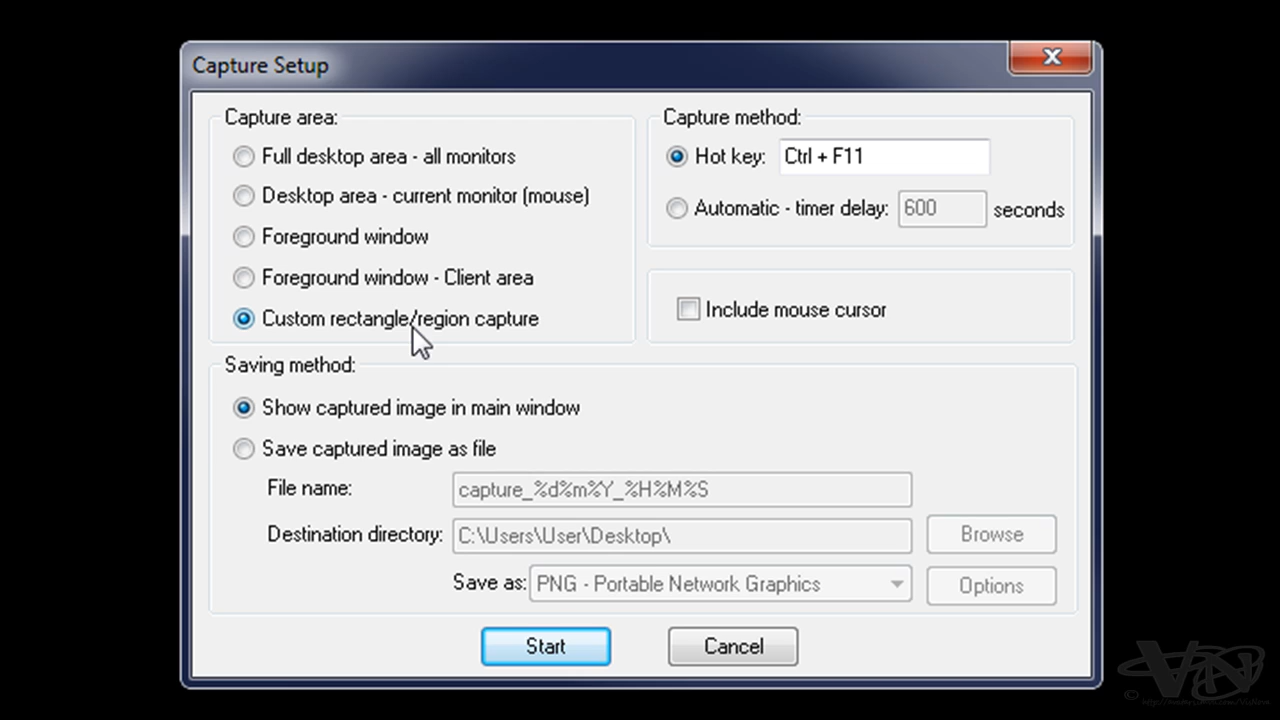 Capture Setup
Capture area:
Full desktop area - all monitors
Desktop area - current monitor (mouse)
Foreground window
Foreground window - Client area
Custom rectangle/region capture
Capture method:
Hot key: Ctrl + F11
Automatic - timer delay: 600 seconds
Include mouse cursor
Saving method:
Show captured image in main window
Save captured image as file
File name: capture_%d%m%Y_%H%M%S
Destination directory: C:\Users\User\Desktop\ Browse
Save as: PNG - Portable Network Graphics Options
Start Cancel